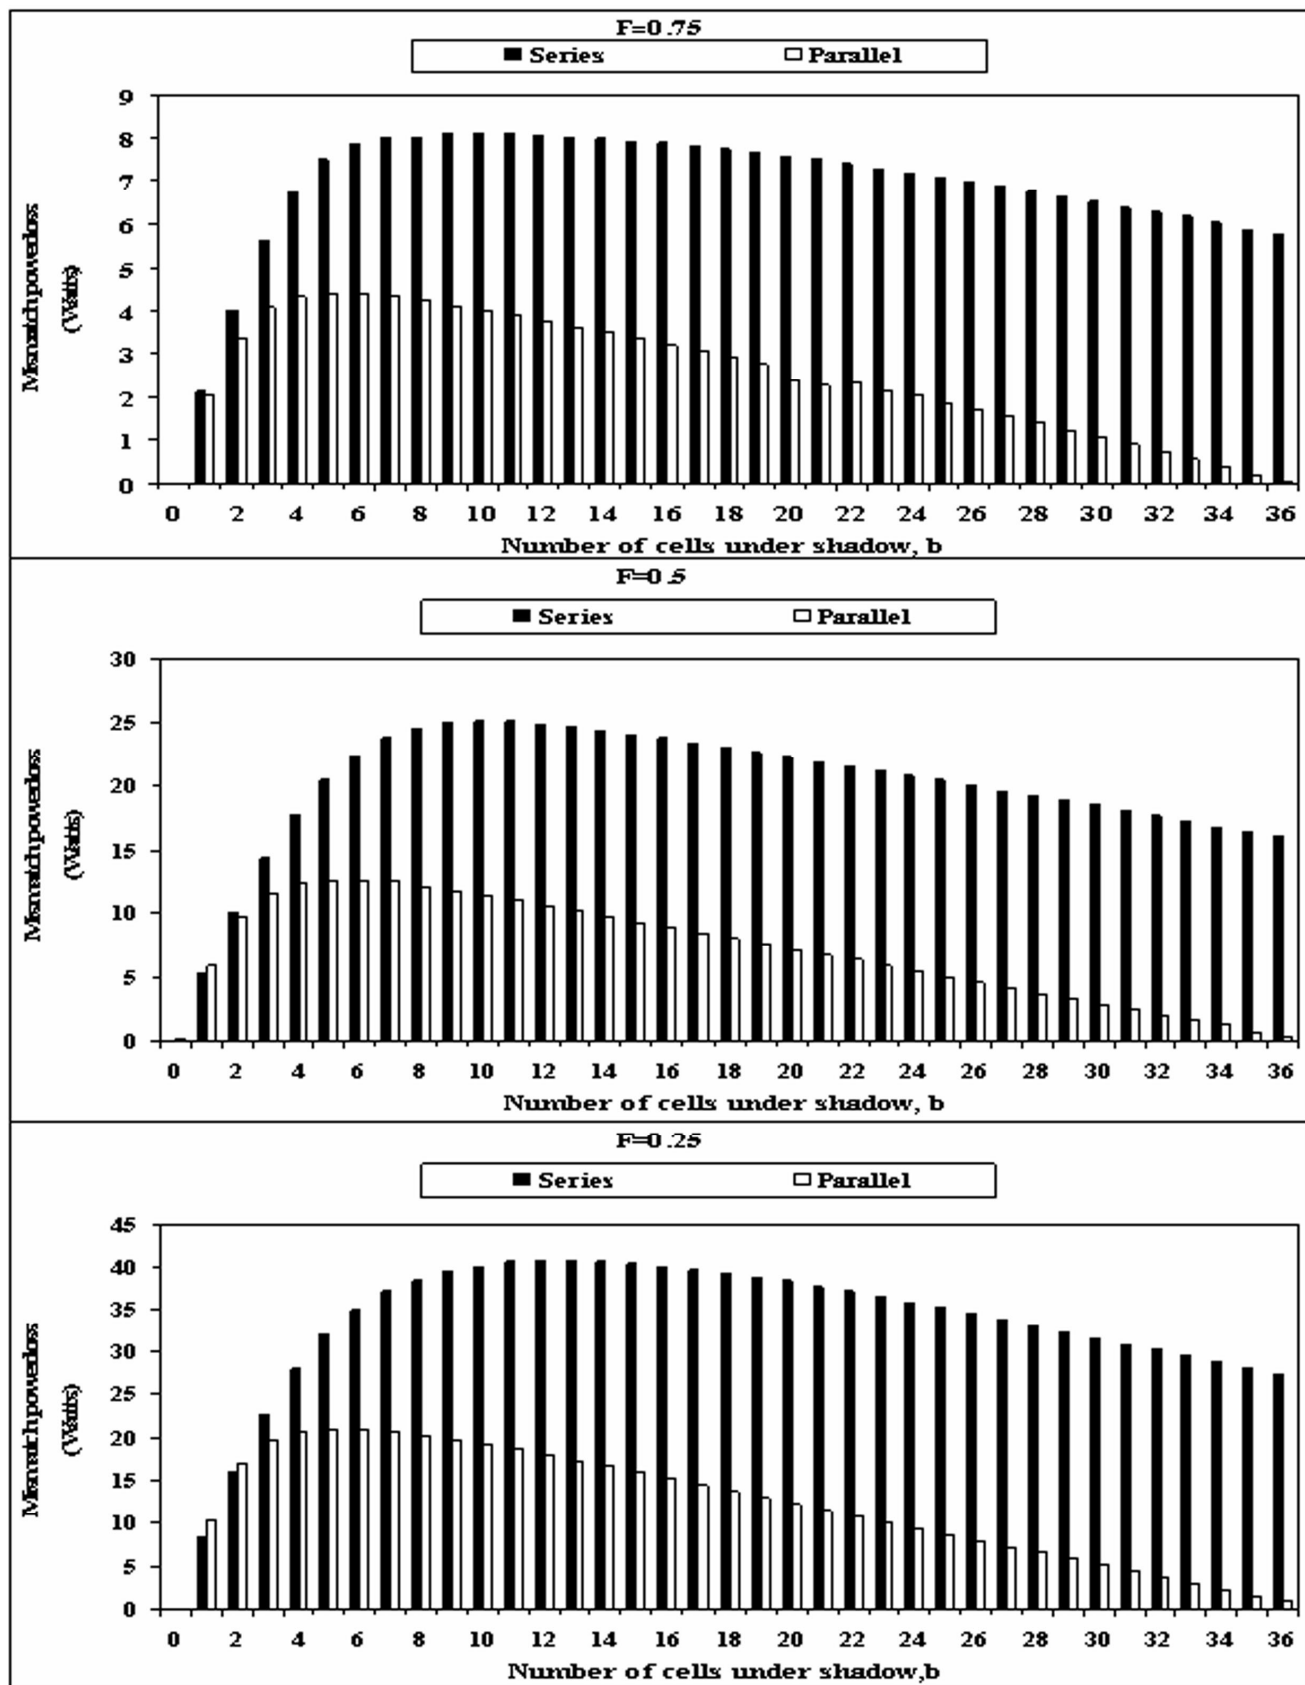 F=0.75
Series Parallel
9
8
7
6
5
4
3
2
1
0
Mismatch powerloss
(Watts)
0 2 4 6 8 10 12 14 16 18 20 22 24 26 28 30 32 34 36
Number of cells under shadow, b
F=0.5
Series Parallel
30
25
20
15
10
5
0
Mismatch powerloss
(Watts)
0 2 4 6 8 10 12 14 16 18 20 22 24 26 28 30 32 34 36
Number of cells under shadow, b
F=0.25
Series Parallel
45
40
35
30
25
20
15
10
5
0
Mismatch powerloss
(Watts)
0 2 4 6 8 10 12 14 16 18 20 22 24 26 28 30 32 34 36
Number of cells under shadow,b